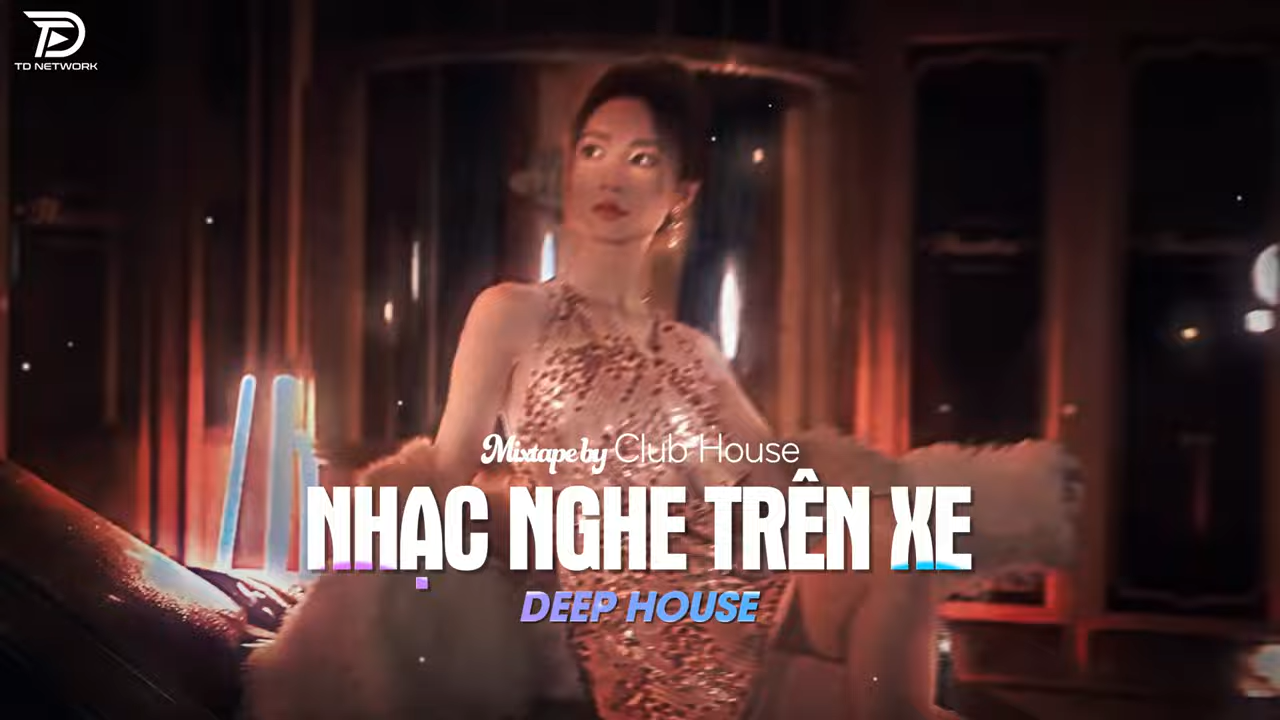 TD NETWORK
Mixtape by Club House
NHẠC NGHE TRÊN XE
DEEP HOUSE